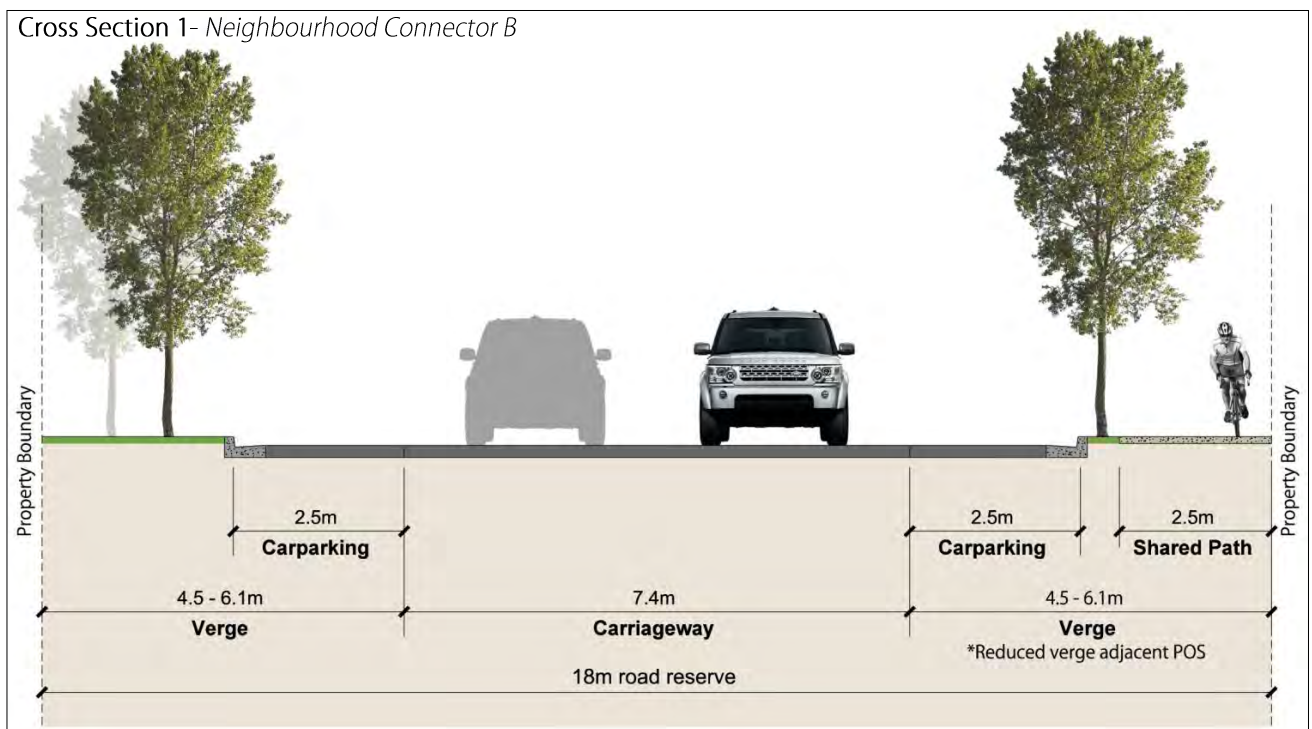 Cross Section 1- Neighbourhood Connector B
Property Boundary
Property Boundary
2.5m
Carparking
2.5m
Carparking
2.5m
Shared Path
4.5 - 6.1m
Verge
7.4m
Carriageway
4.5 - 6.1m
Verge
*Reduced verge adjacent POS
18m road reserve